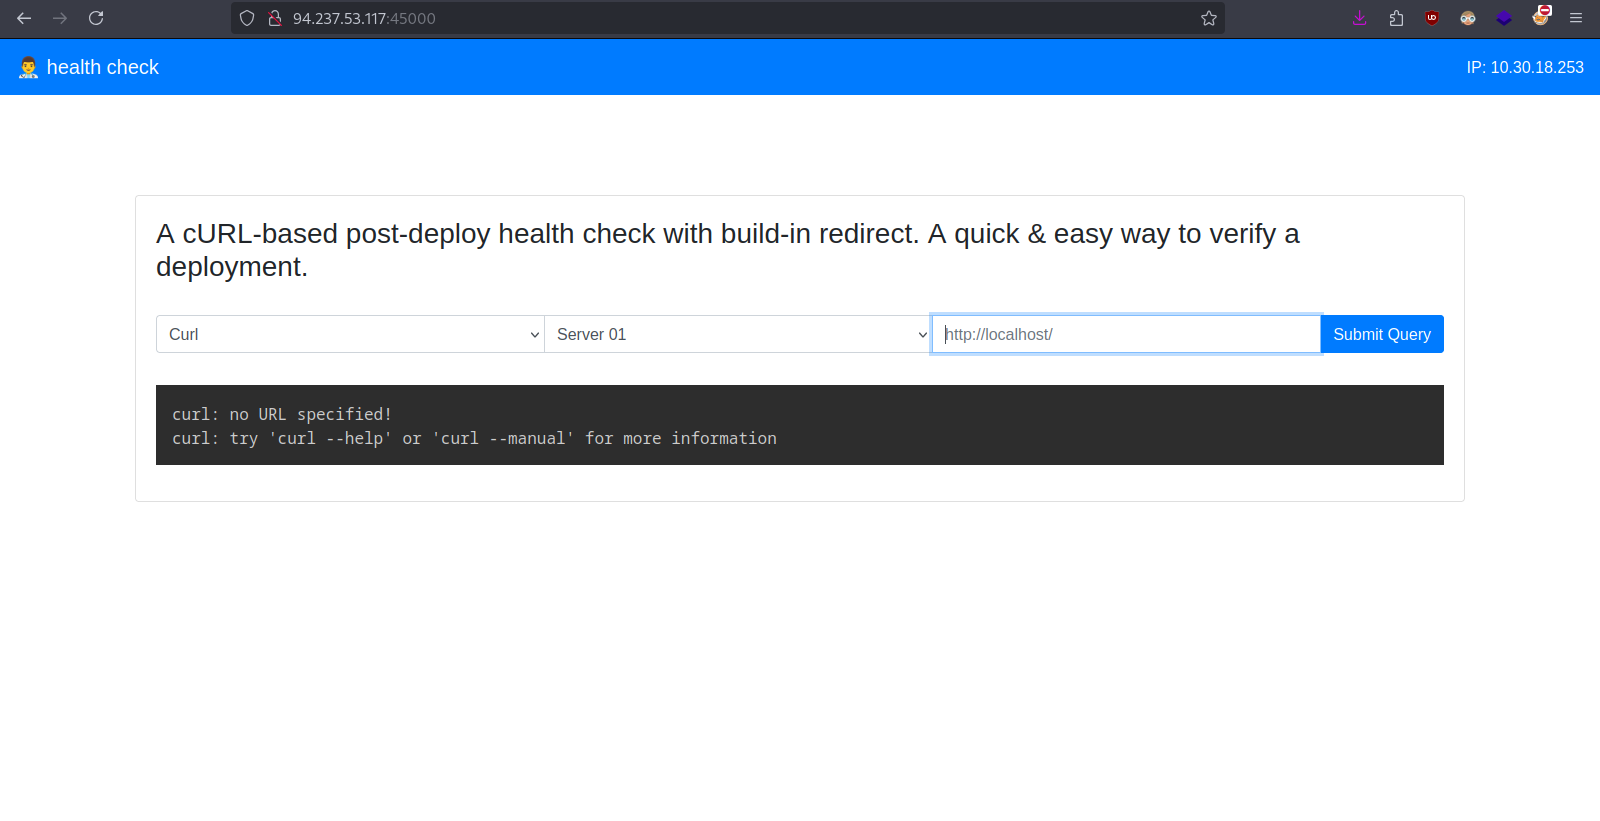 94.237.53.117:45000
health check
IP: 10.30.18.253
A cURL-based post-deploy health check with build-in redirect. A quick & easy way to verify a
deployment.
Curl
Server 01
http://localhost/
Submit Query
curl: no URL specified!
curl: try 'curl --help' or 'curl --manual' for more information